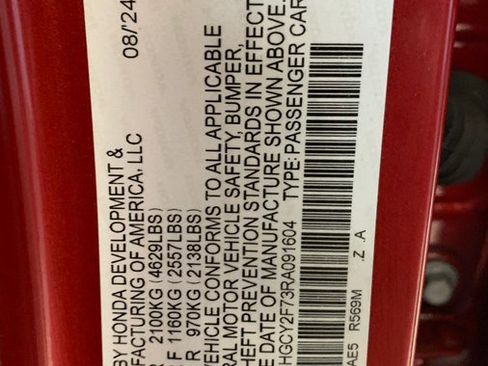 BY HONDA DEVELOPMENT & 08/24
FACTURING OF AMERICA, LLC
R 2100KG (4629LBS)
F 1160KG (2557LBS)
R 970KG (2138LBS)
VEHICLE CONFORMS TO ALL APPLICABLE
RAL MOTOR VEHICLE SAFETY, BUMPER,
HEFT PREVENTION STANDARDS IN EFFECT
E DATE OF MANUFACTURE SHOWN ABOVE.
HGCY2F73RA091604 TYPE: PASSENGER CAR
AE5 R569M .Z .A